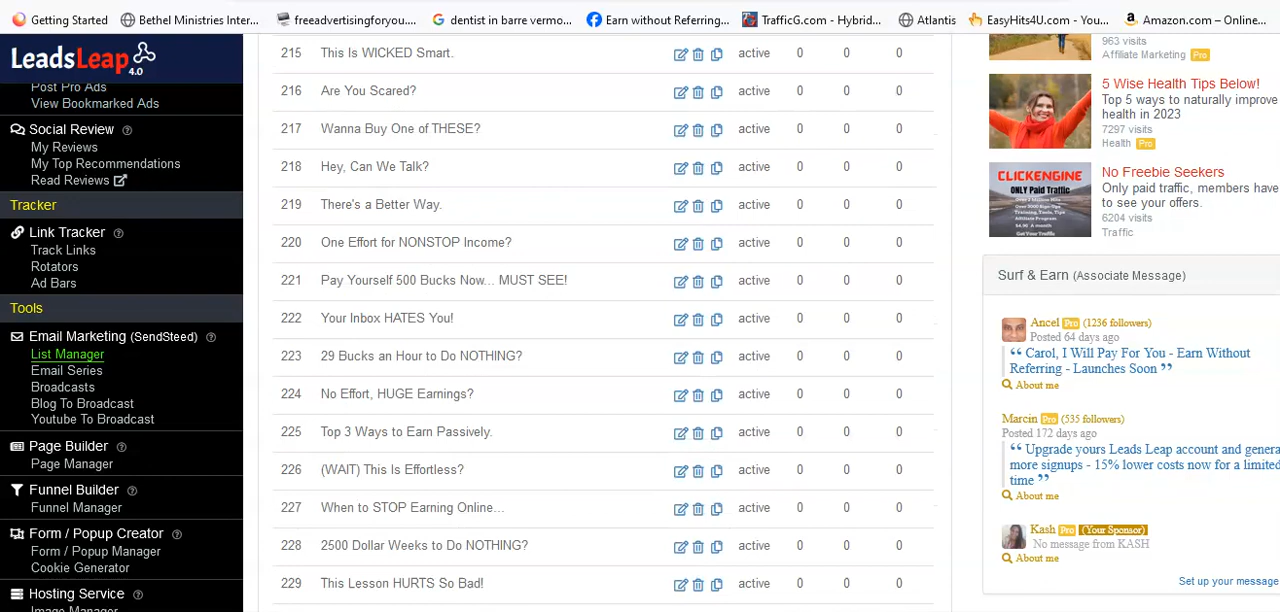 Getting Started Bethel Ministries Inter... freeadvertisingforyou.... dentist in barre vermo... Earn without Referring... TrafficG.com - Hybrid... Atlantis EasyHits4U.com - You... Amazon.com – Online...
LeadsLeap 4.0
Post Pro Ads
View Bookmarked Ads
Social Review
My Reviews
My Top Recommendations
Read Reviews
Tracker
Link Tracker
Track Links
Rotators
Ad Bars
Tools
Email Marketing (SendSteed)
List Manager
Email Series
Broadcasts
Blog To Broadcast
Youtube To Broadcast
Page Builder
Page Manager
Funnel Builder
Funnel Manager
Form / Popup Creator
Form / Popup Manager
Cookie Generator
Hosting Service
Image Manager
215 This Is WICKED Smart. active 0 0 0
216 Are You Scared? active 0 0 0
217 Wanna Buy One of THESE? active 0 0 0
218 Hey, Can We Talk? active 0 0 0
219 There's a Better Way. active 0 0 0
220 One Effort for NONSTOP Income? active 0 0 0
221 Pay Yourself 500 Bucks Now... MUST SEE! active 0 0 0
222 Your Inbox HATES You! active 0 0 0
223 29 Bucks an Hour to Do NOTHING? active 0 0 0
224 No Effort, HUGE Earnings? active 0 0 0
225 Top 3 Ways to Earn Passively. active 0 0 0
226 (WAIT) This Is Effortless? active 0 0 0
227 When to STOP Earning Online... active 0 0 0
228 2500 Per Week to Do NOTHING? active 0 0 0
229 This Lesson HURTS So Bad! active 0 0 0
963 visits
Affiliate Marketing Pro
5 Wise Health Tips Below!
Top 5 ways to naturally improve
health in 2023
7297 visits
Health Pro
CLICKENGINE
ONLY Paid Traffic
No Freebie Seekers
Only paid traffic, members have
to see your offers.
6204 visits
Traffic
Surf & Earn (Associate Message)
Ancel Pro (1236 followers)
Posted 64 days ago
“ Carol, I Will Pay For You - Earn Without
Referring - Launches Soon ”
About me
Marcin Pro (535 followers)
Posted 172 days ago
“ Upgrade yours Leads Leap account and genera
more signups - 15% lower costs now for a limited
time ”
About me
Kash Pro (Your Sponsor)
No message from KASH
About me
Set up your message